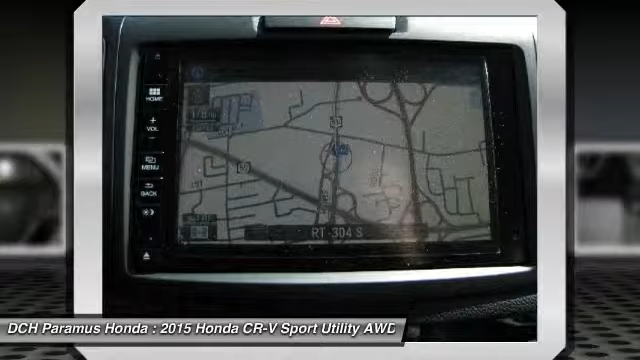 HOME
+
VOL
-
MENU
BACK
RT-304 S
DCH Paramus Honda : 2015 Honda CR-V Sport Utility AWD